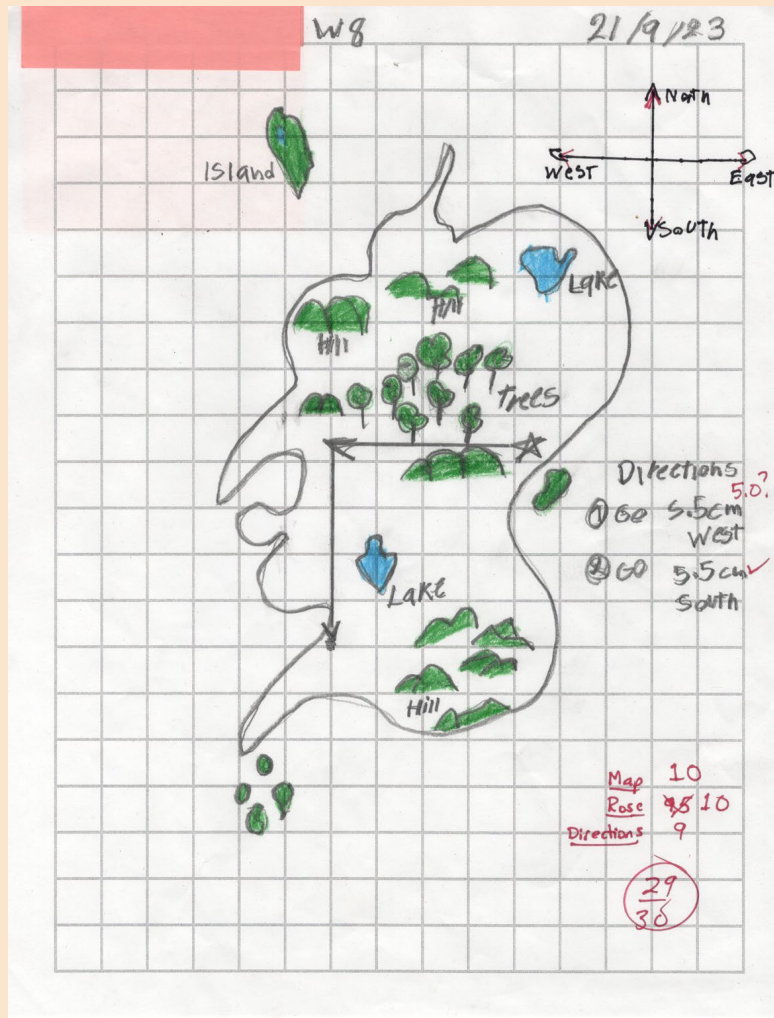 W8
21/9/23
North
West
East
South
Island
Lake
Hill
Hill
Trees
Directions
5.0?
① Go 5.5cm
West
② GO 5.5cm ✓
South
Lake
Hill
Map 10
Rose 10
Directions 9
29
30